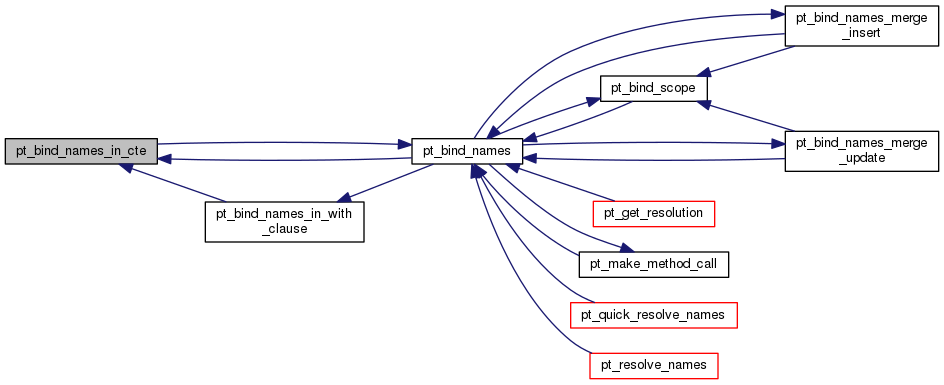 pt_bind_names_merge
_insert
pt_bind_scope
pt_bind_names_in_cte
pt_bind_names
pt_bind_names_merge
_update
pt_bind_names_in_with
_clause
pt_get_resolution
pt_make_method_call
pt_quick_resolve_names
pt_resolve_names